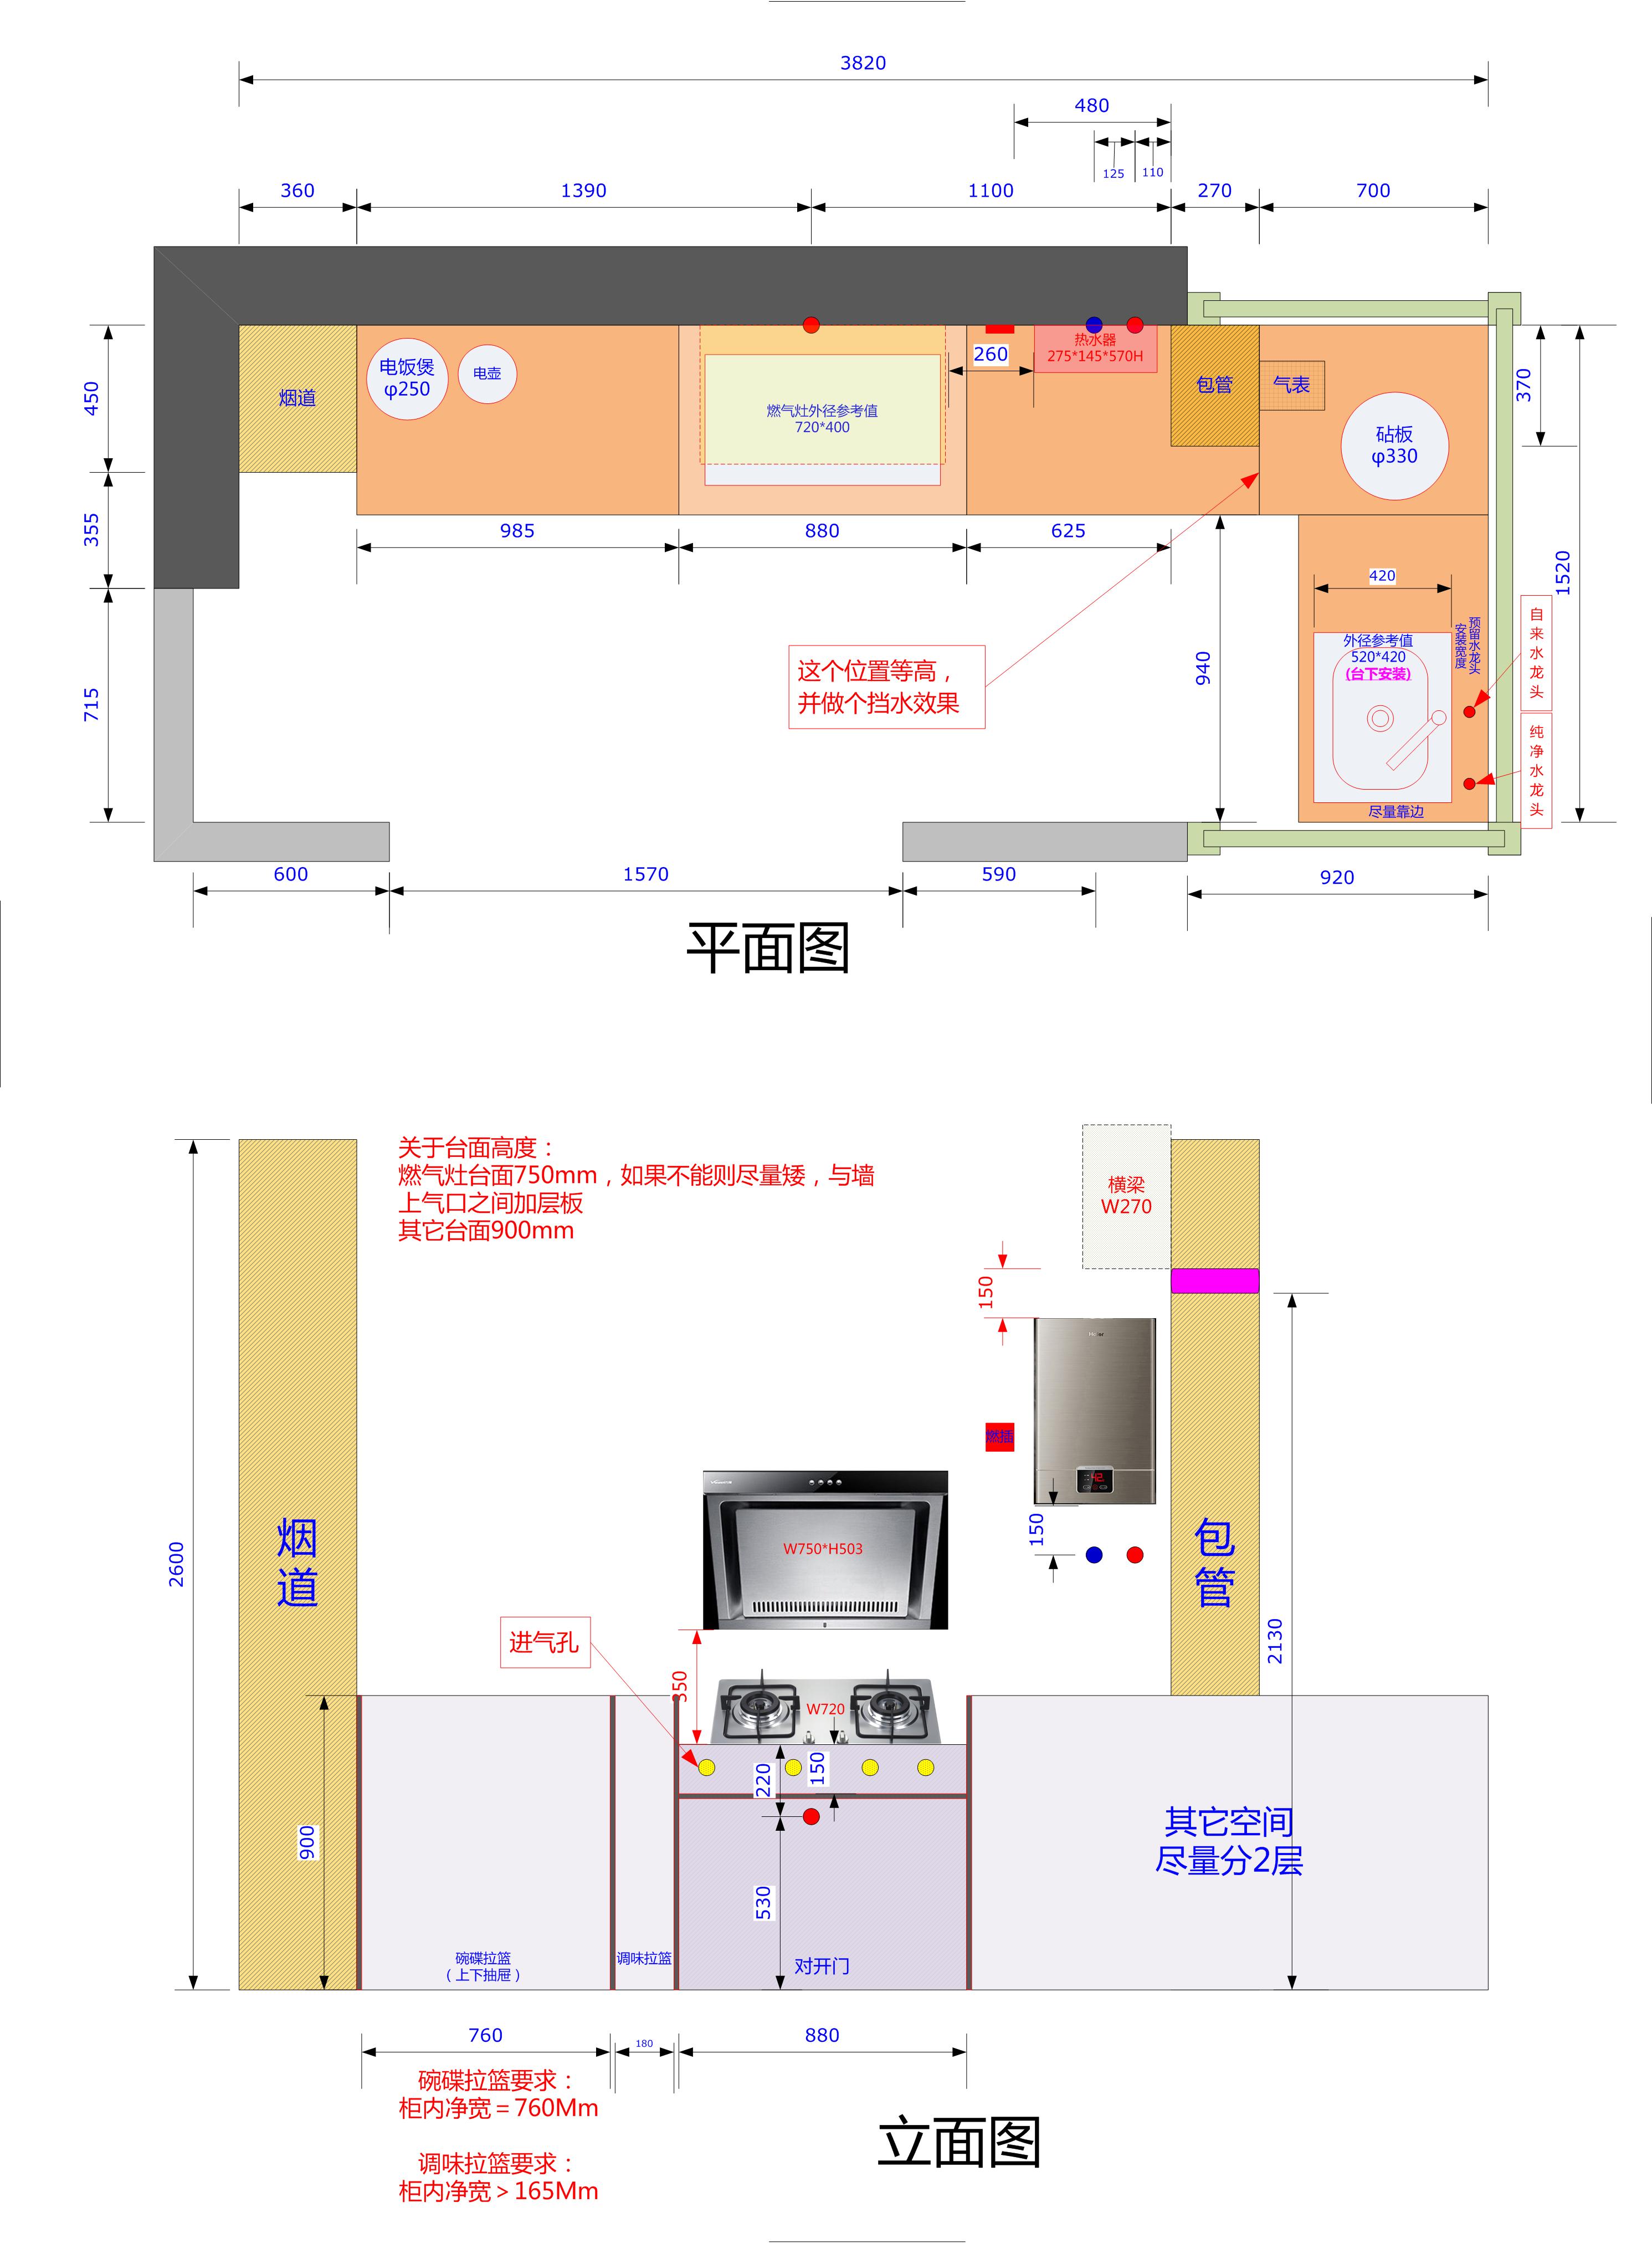 3820
480
125
110
360
1390
1100
270
700
烟道
电饭煲
φ250
电壶
燃气灶外径参考值
720*400
260
热水器
275*145*570H
包管
气表
砧板
φ330
450
355
715
370
1520
985
880
625
940
420
这个位置等高，
并做个挡水效果
外径参考值
520*420
(台下安装)
预留水龙头
安装宽度
尽量靠边
自来水龙头
纯净水龙头
600
1570
590
920
平面图
关于台面高度：
燃气灶台面750mm，如果不能则尽量矮，与墙
上气口之间加层板
其它台面900mm
横梁
W270
150
燃插
42
150
2600
烟道
包管
2130
W750*H503
进气孔
350
W720
220
150
900
530
其它空间
尽量分2层
碗碟拉篮
（上下抽屉）
调味拉篮
对开门
760
180
880
碗碟拉篮要求：
柜内净宽＝760Mm
调味拉篮要求：
柜内净宽＞165Mm
立面图